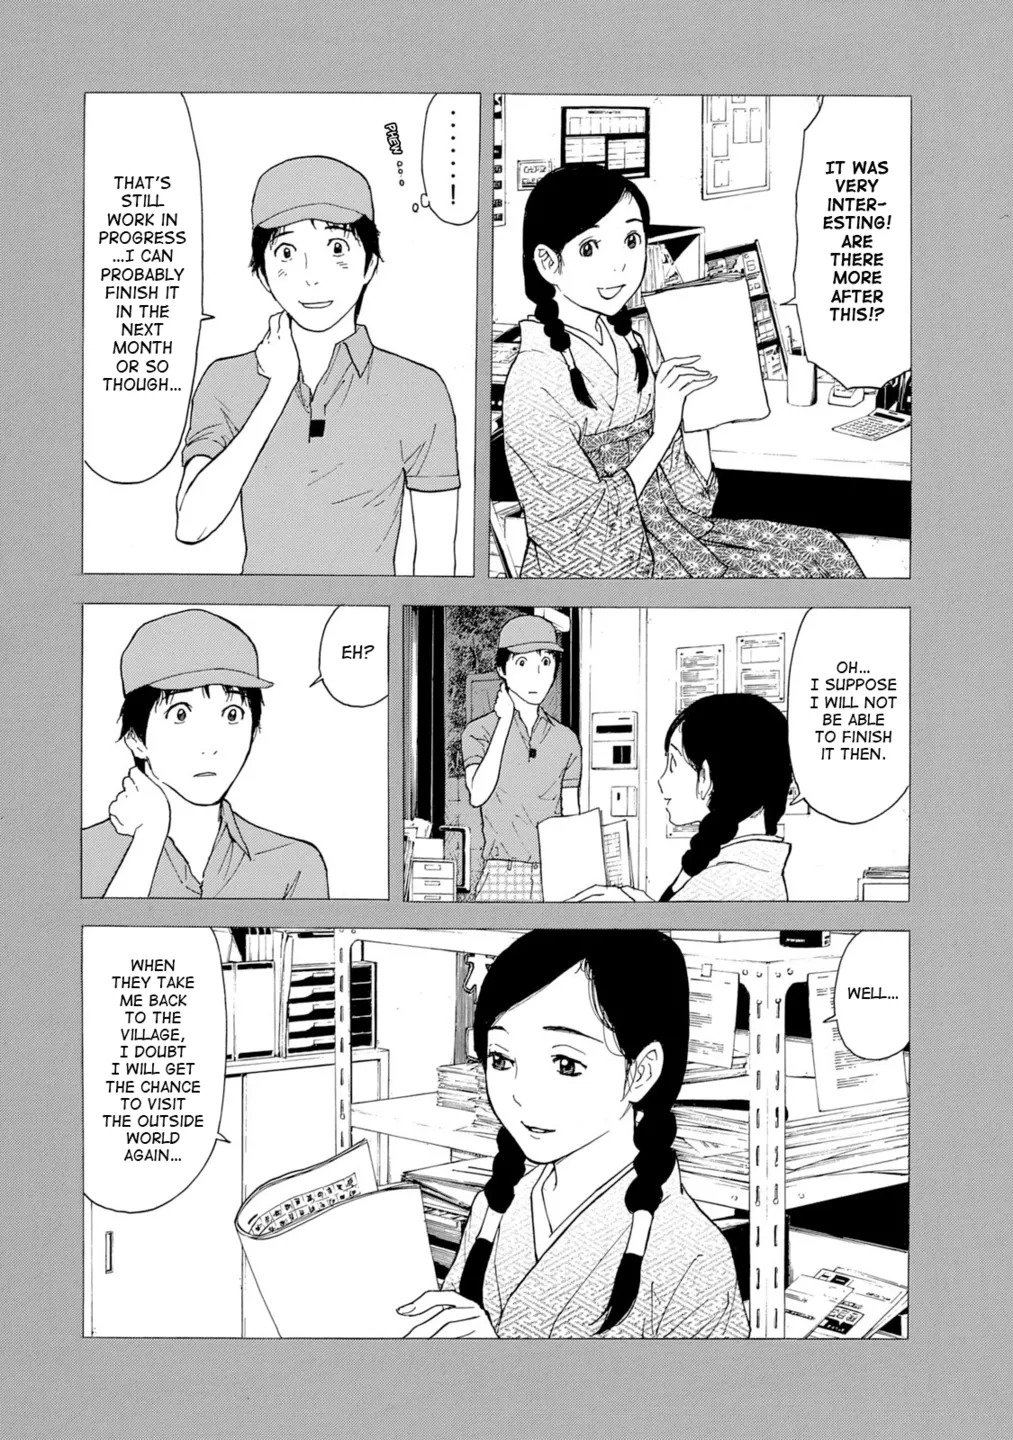 IT WAS
VERY
INTER-
ESTING!
ARE
THERE
MORE
AFTER
THIS!?
.......!
PHEW...
THAT'S
STILL
WORK IN
PROGRESS
...I CAN
PROBABLY
FINISH IT
IN THE
NEXT
MONTH
OR SO
THOUGH...
OH...
I SUPPOSE
I WILL NOT
BE ABLE
TO FINISH
IT THEN.
EH?
WELL...
WHEN
THEY TAKE
ME BACK
TO THE
VILLAGE,
I DOUBT
I WILL GET
THE CHANCE
TO VISIT
THE OUTSIDE
WORLD
AGAIN...